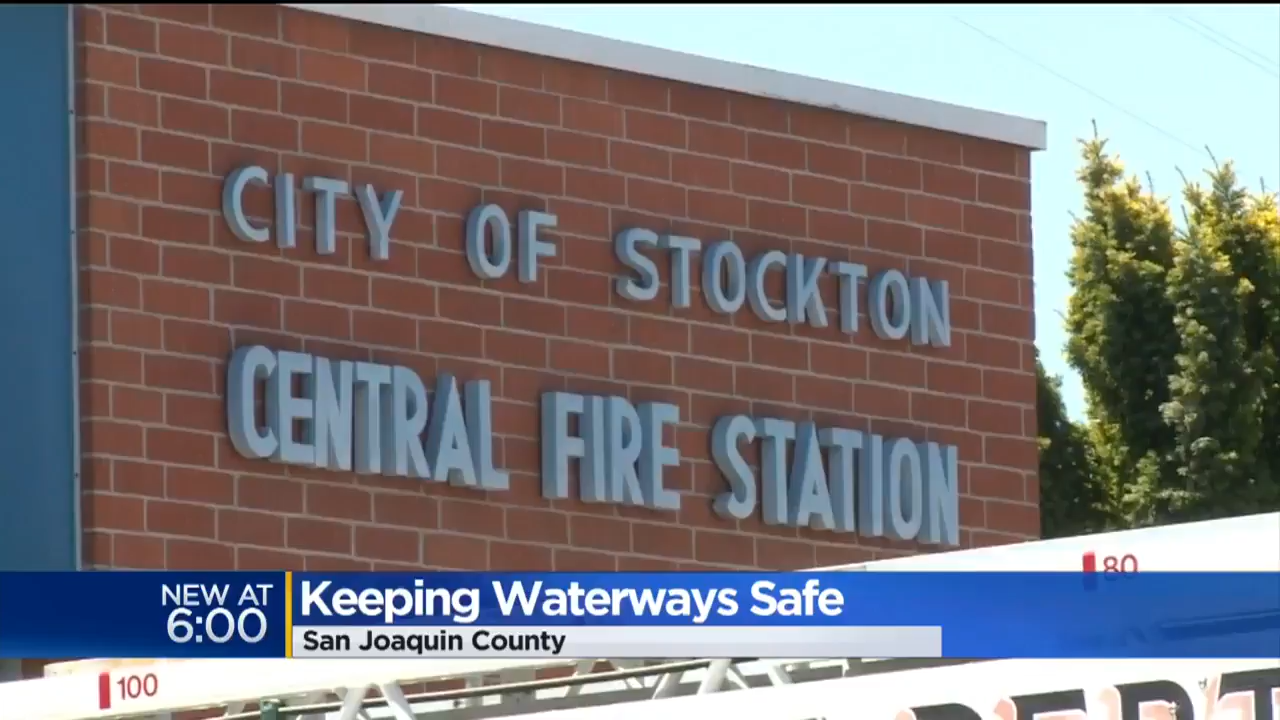 CITY OF STOCKTON
CENTRAL FIRE STATION
80
NEW AT
6:00
Keeping Waterways Safe
San Joaquin County
100